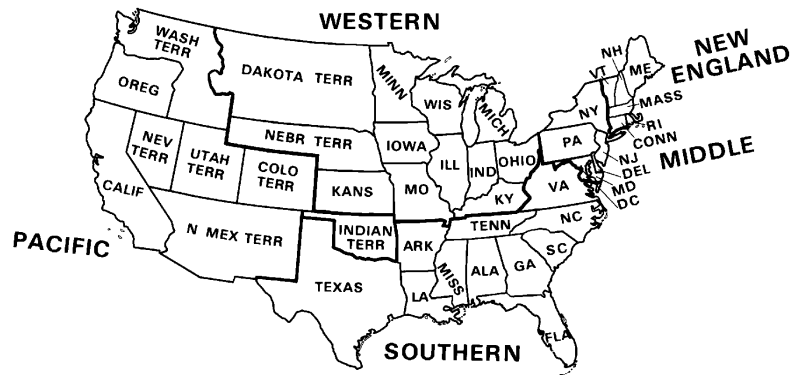 WESTERN
NEW
ENGLAND
MIDDLE
PACIFIC
SOUTHERN
WASH
TERR
OREG
CALIF
NEV
TERR
UTAH
TERR
COLO
TERR
N MEX TERR
DAKOTA TERR
NEBR TERR
KANS
INDIAN
TERR
TEXAS
MINN
IOWA
MO
ARK
LA
WIS
MICH
ILL
IND
OHIO
KY
TENN
MISS
ALA
GA
FLA
SC
NC
VA
PA
NY
VT
NH
ME
MASS
RI
CONN
NJ
DEL
MD
DC